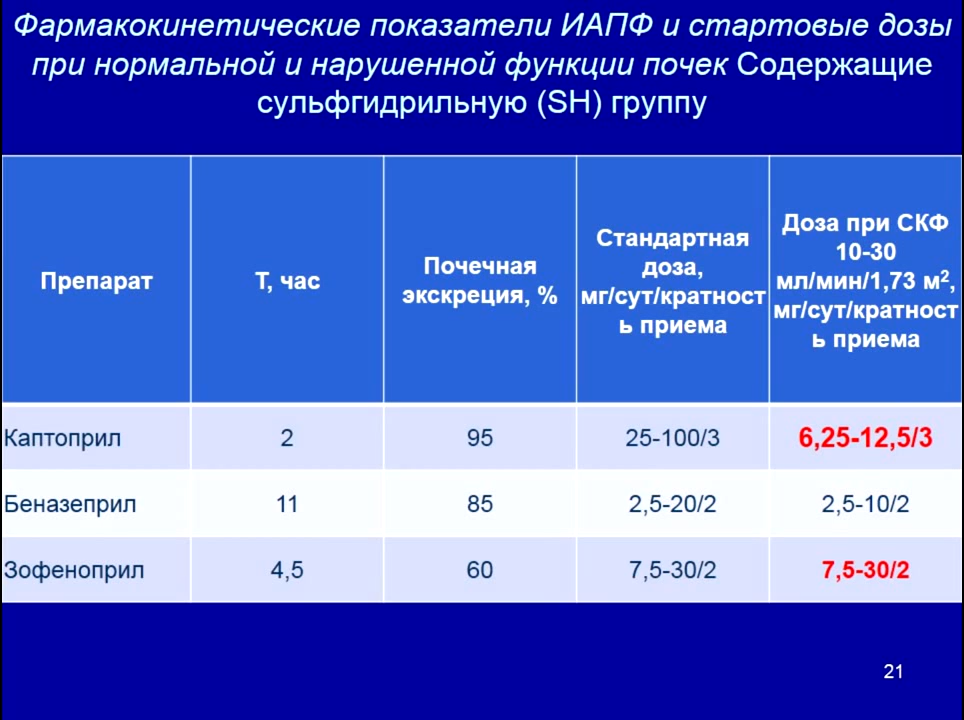 Фармакокинетические показатели ИАПФ и стартовые дозы
при нормальной и нарушенной функции почек Содержащие
сульфгидрильную (SH) группу
Препарат
Т, час
Почечная
экскреция, %
Стандартная
доза,
мг/сут/кратност
ь приема
Доза при СКФ
10-30
мл/мин/1,73 м²,
мг/сут/кратност
ь приема
Каптоприл 2 95 25-100/3 6,25-12,5/3
Беназеприл 11 85 2,5-20/2 2,5-10/2
Зофеноприл 4,5 60 7,5-30/2 7,5-30/2
21